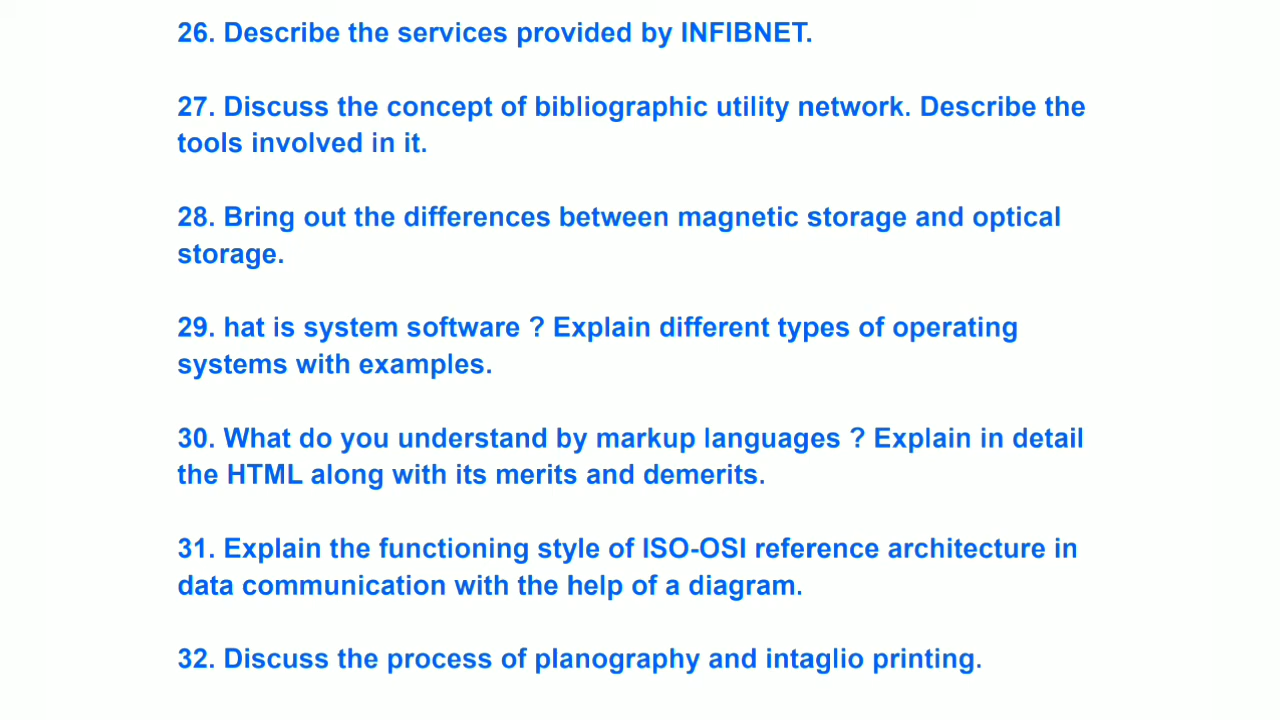 26. Describe the services provided by INFIBNET.
27. Discuss the concept of bibliographic utility network. Describe the
tools involved in it.
28. Bring out the differences between magnetic storage and optical
storage.
29. hat is system software ? Explain different types of operating
systems with examples.
30. What do you understand by markup languages ? Explain in detail
the HTML along with its merits and demerits.
31. Explain the functioning style of ISO-OSI reference architecture in
data communication with the help of a diagram.
32. Discuss the process of planography and intaglio printing.